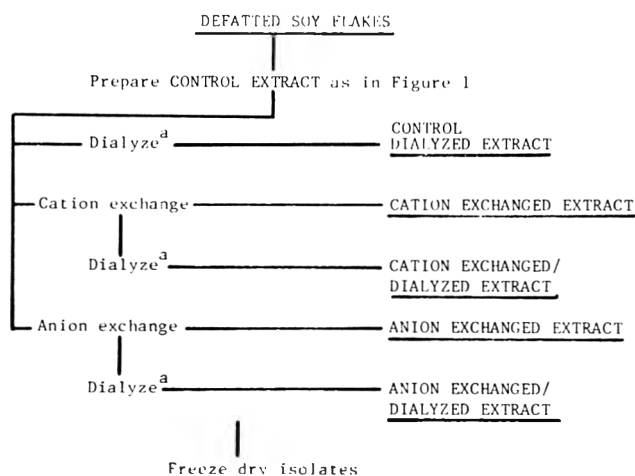 DEFATTED SOY FLAKES
Prepare CONTROL EXTRACT as in Figure 1
Dialyze^a
CONTROL
DIALYZED EXTRACT
Cation exchange
CATION EXCHANGED EXTRACT
Dialyze^a
CATION EXCHANGED/
DIALYZED EXTRACT
Anion exchange
ANION EXCHANGED EXTRACT
Dialyze^a
ANION EXCHANGED/
DIALYZED EXTRACT
Freeze dry isolates